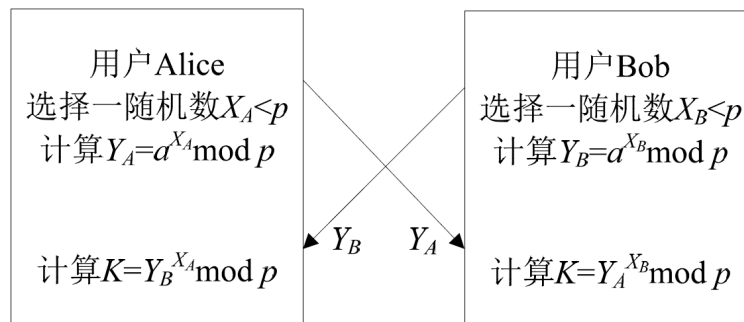 用户Alice
选择一随机数X_A<p
计算Y_A=a^{X_A} mod p
计算K=Y_B^{X_A} mod p
Y_B
Y_A
用户Bob
选择一随机数X_B<p
计算Y_B=a^{X_B} mod p
计算K=Y_A^{X_B} mod p